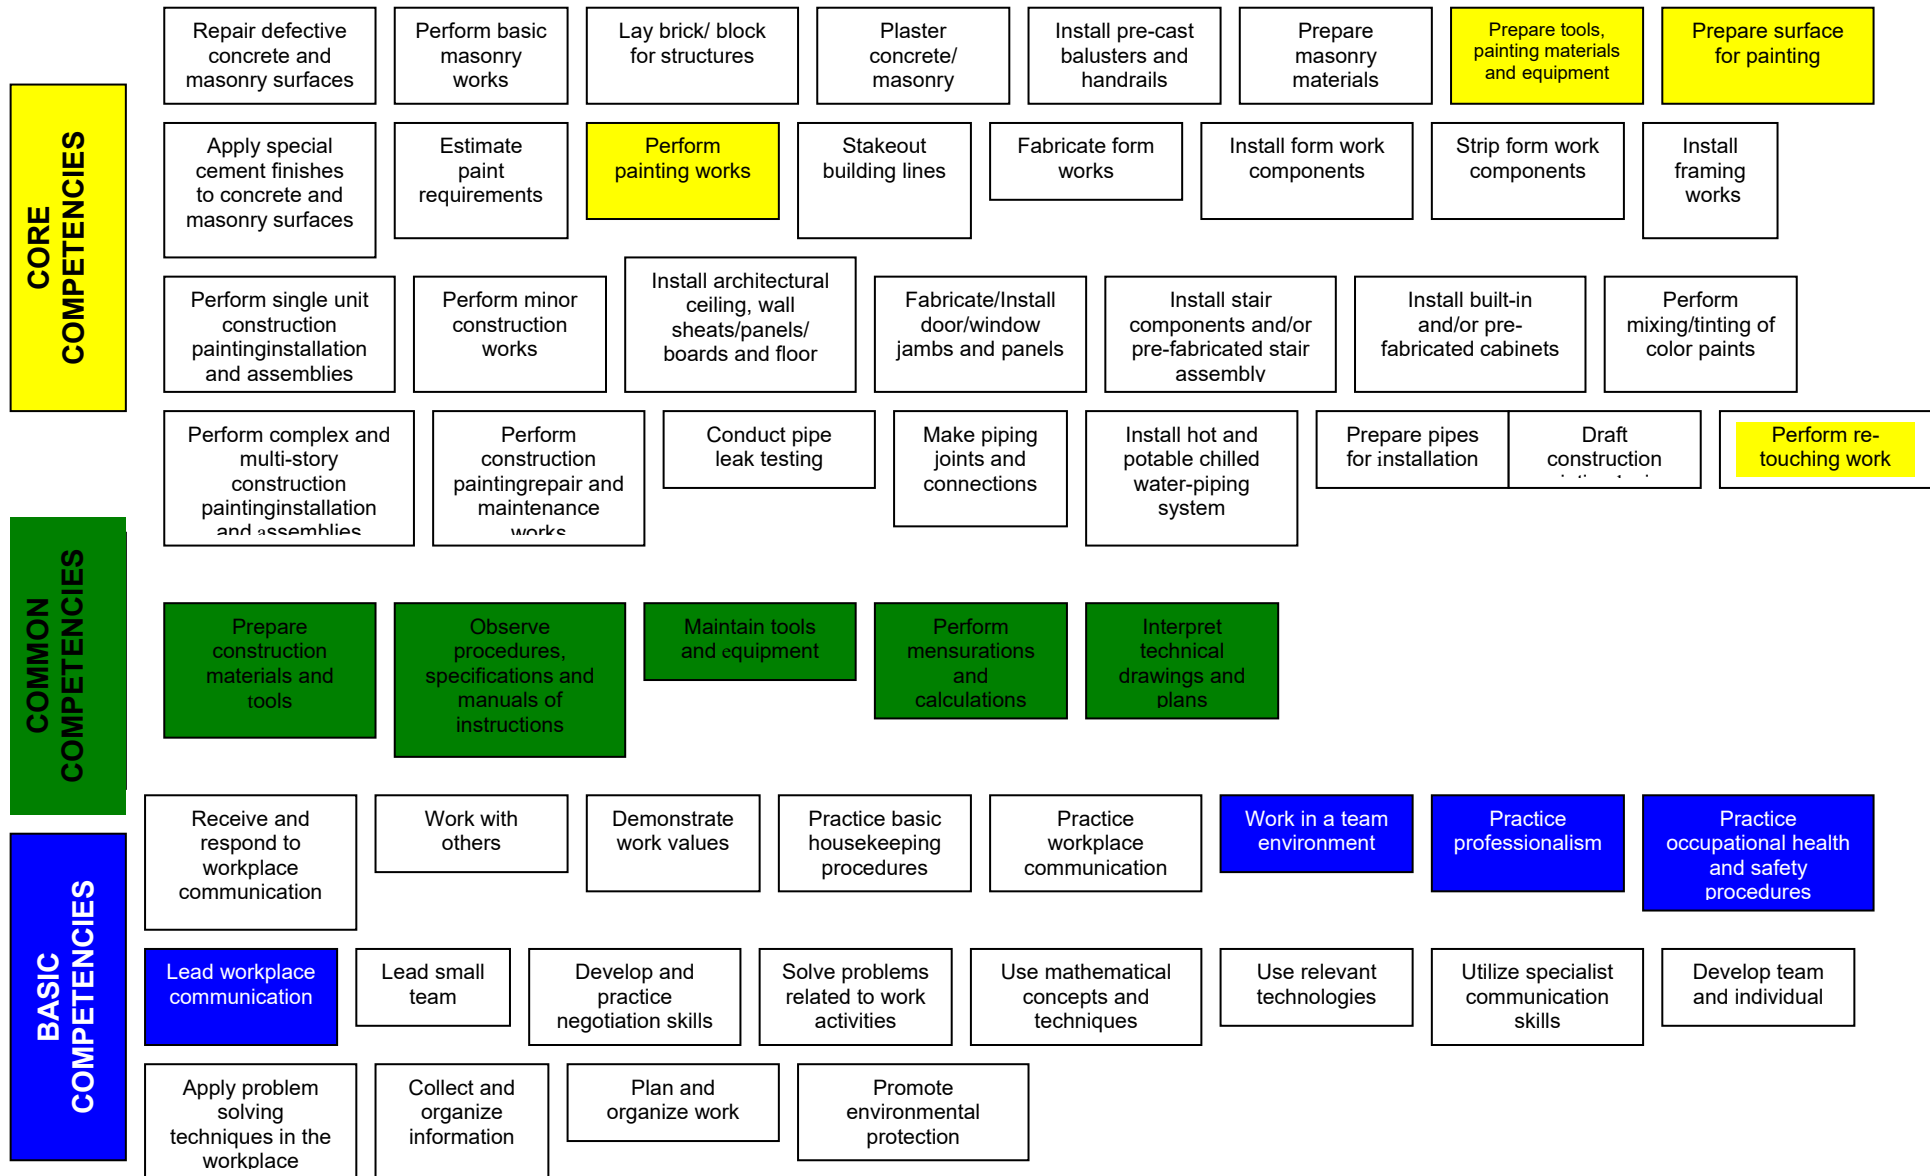 CORE
COMPETENCIES
Repair defective
concrete and
masonry surfaces
Perform basic
masonry
works
Lay brick/ block
for structures
Plaster
concrete/
masonry
Install pre-cast
balusters and
handrails
Prepare
masonry
materials
Prepare tools,
painting materials
and equipment
Prepare surface
for painting
Apply special
cement finishes
to concrete and
masonry surfaces
Estimate
paint
requirements
Perform
painting works
Stakeout
building lines
Fabricate form
works
Install form work
components
Strip form work
components
Install
framing
works
Perform single unit
construction
paintinginstallation
and assemblies
Perform minor
construction
works
Install architectural
ceiling, wall
sheats/panels/
boards and floor
Fabricate/Install
door/window
jambs and panels
Install stair
components and/or
pre-fabricated stair
assembly
Install built-in
and/or pre-
fabricated cabinets
Perform
mixing/tinting of
color paints
Perform complex and
multi-story
construction
paintinginstallation
and assemblies
Perform
construction
paintingrepair and
maintenance
works
Conduct pipe
leak testing
Make piping
joints and
connections
Install hot and
potable chilled
water-piping
system
Prepare pipes
for installation
Draft
construction
Perform re-
touching work
COMMON
COMPETENCIES
Prepare
construction
materials and
tools
Observe
procedures,
specifications and
manuals of
instructions
Maintain tools
and equipment
Perform
mensurations
and
calculations
Interpret
technical
drawings and
plans
BASIC
COMPETENCIES
Receive and
respond to
workplace
communication
Work with
others
Demonstrate
work values
Practice basic
housekeeping
procedures
Practice
workplace
communication
Work in a team
environment
Practice
professionalism
Practice
occupational health
and safety
procedures
Lead workplace
communication
Lead small
team
Develop and
practice
negotiation skills
Solve problems
related to work
activities
Use mathematical
concepts and
techniques
Use relevant
technologies
Utilize specialist
communication
skills
Develop team
and individual
Apply problem
solving
techniques in the
workplace
Collect and
organize
information
Plan and
organize work
Promote
environmental
protection